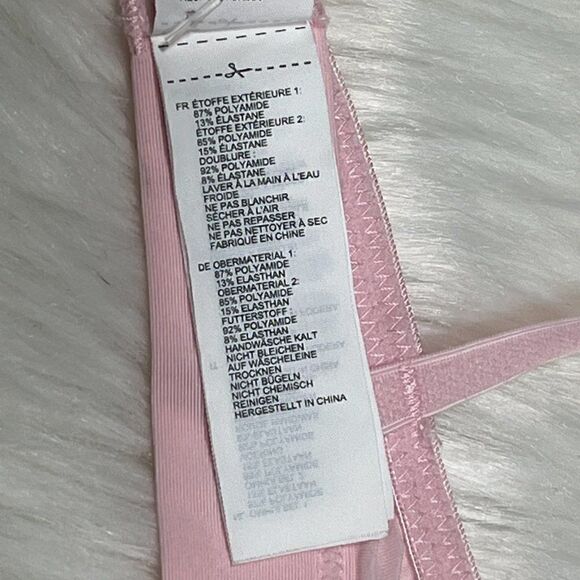 FR ÉTOFFE EXTÉRIEURE 1:
87% POLYAMIDE
13% ÉLASTANE
ÉTOFFE EXTÉRIEURE 2:
85% POLYAMIDE
15% ÉLASTANE
DOUBLURE :
92% POLYAMIDE
8% ÉLASTANE
LAVER À LA MAIN À L'EAU
FROIDE
NE PAS BLANCHIR
SÉCHER À L'AIR
NE PAS REPASSER
NE PAS NETTOYER À SEC
FABRIQUÉ EN CHINE
DE OBERMATERIAL 1:
87% POLYAMIDE
13% ELASTHAN
OBERMATERIAL 2:
85% POLYAMIDE
15% ELASTHAN
FUTTERSTOFF :
92% POLYAMIDE
8% ELASTHAN
HANDWÄSCHE KALT
NICHT BLEICHEN
AUF WÄSCHELEINE
TROCKNEN
NICHT BÜGELN
NICHT CHEMISCH
REINIGEN
HERGESTELLT IN CHINA